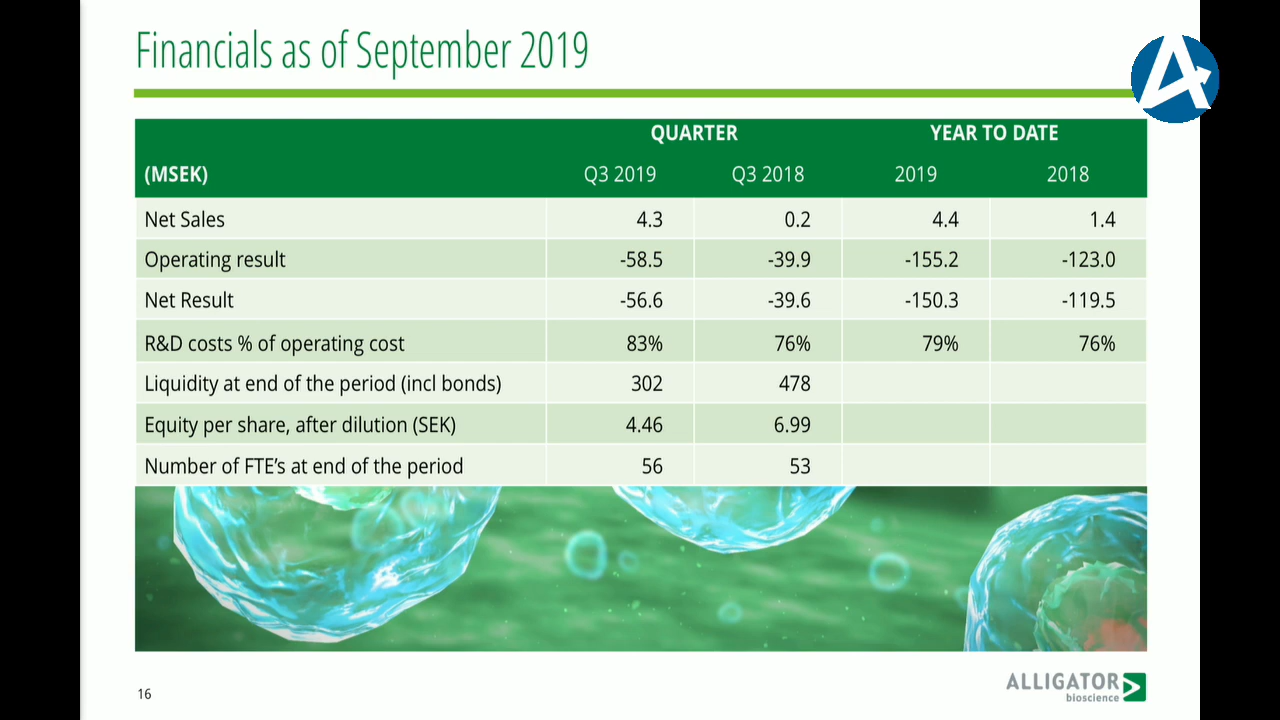 Financials as of September 2019
QUARTER YEAR TO DATE
(MSEK) Q3 2019 Q3 2018 2019 2018
Net Sales 4.3 0.2 4.4 1.4
Operating result -58.5 -39.9 -155.2 -123.0
Net Result -56.6 -39.6 -150.3 -119.5
R&D costs % of operating cost 83% 76% 79% 76%
Liquidity at end of the period (incl bonds) 302 478
Equity per share, after dilution (SEK) 4.46 6.99
Number of FTE’s at end of the period 56 53
16
ALLIGATOR
bioscience